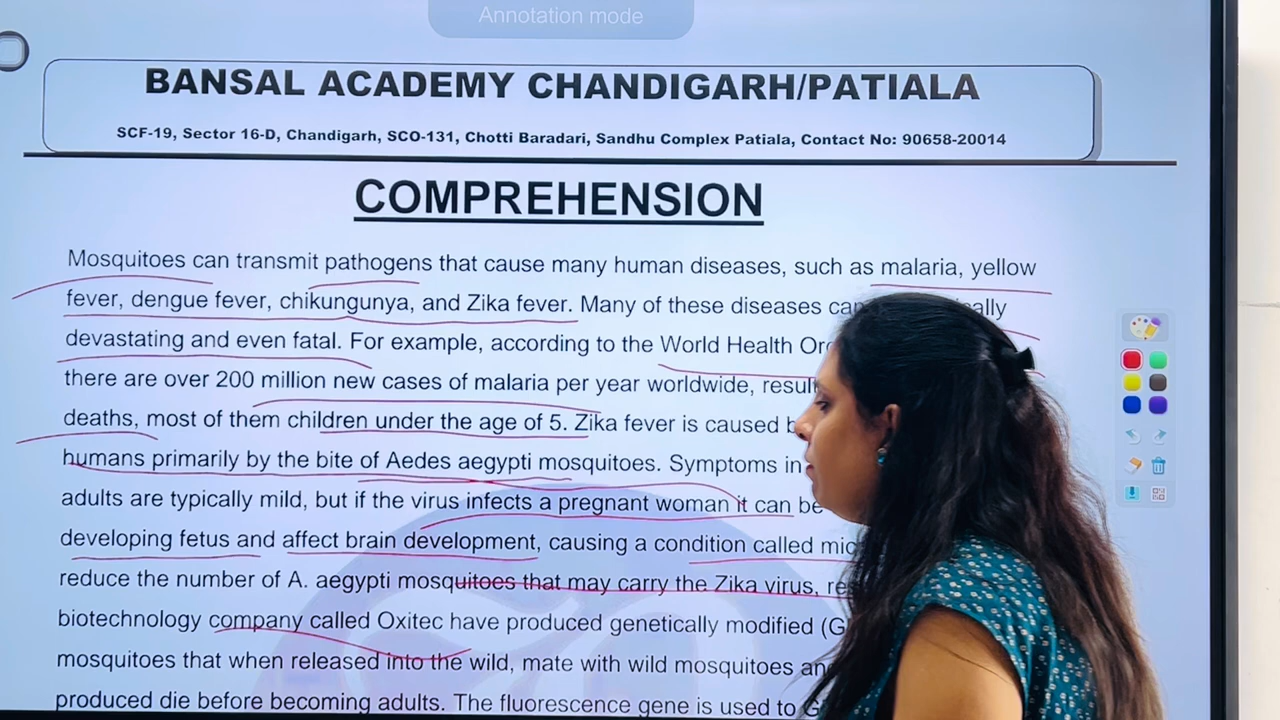 Annotation mode
BANSAL ACADEMY CHANDIGARH/PATIALA
SCF-19, Sector 16-D, Chandigarh, SCO-131, Chotti Baradari, Sandhu Complex Patiala, Contact No: 90658-20014
COMPREHENSION
Mosquitoes can transmit pathogens that cause many human diseases, such as malaria, yellow
fever, dengue fever, chikungunya, and Zika fever. Many of these diseases can
devastating and even fatal. For example, according to the World Health
there are over 200 million new cases of malaria per year worldwide,
deaths, most of them children under the age of 5. Zika fever is caused
humans primarily by the bite of Aedes aegypti mosquitoes. Symptoms in
adults are typically mild, but if the virus infects a pregnant woman it can be
developing fetus and affect brain development, causing a condition called
reduce the number of A. aegypti mosquitoes that may carry the Zika virus,
biotechnology company called Oxitec have produced genetically modified
mosquitoes that when released into the wild, mate with wild mosquitoes
produced die before becoming adults. The fluorescence gene is used to